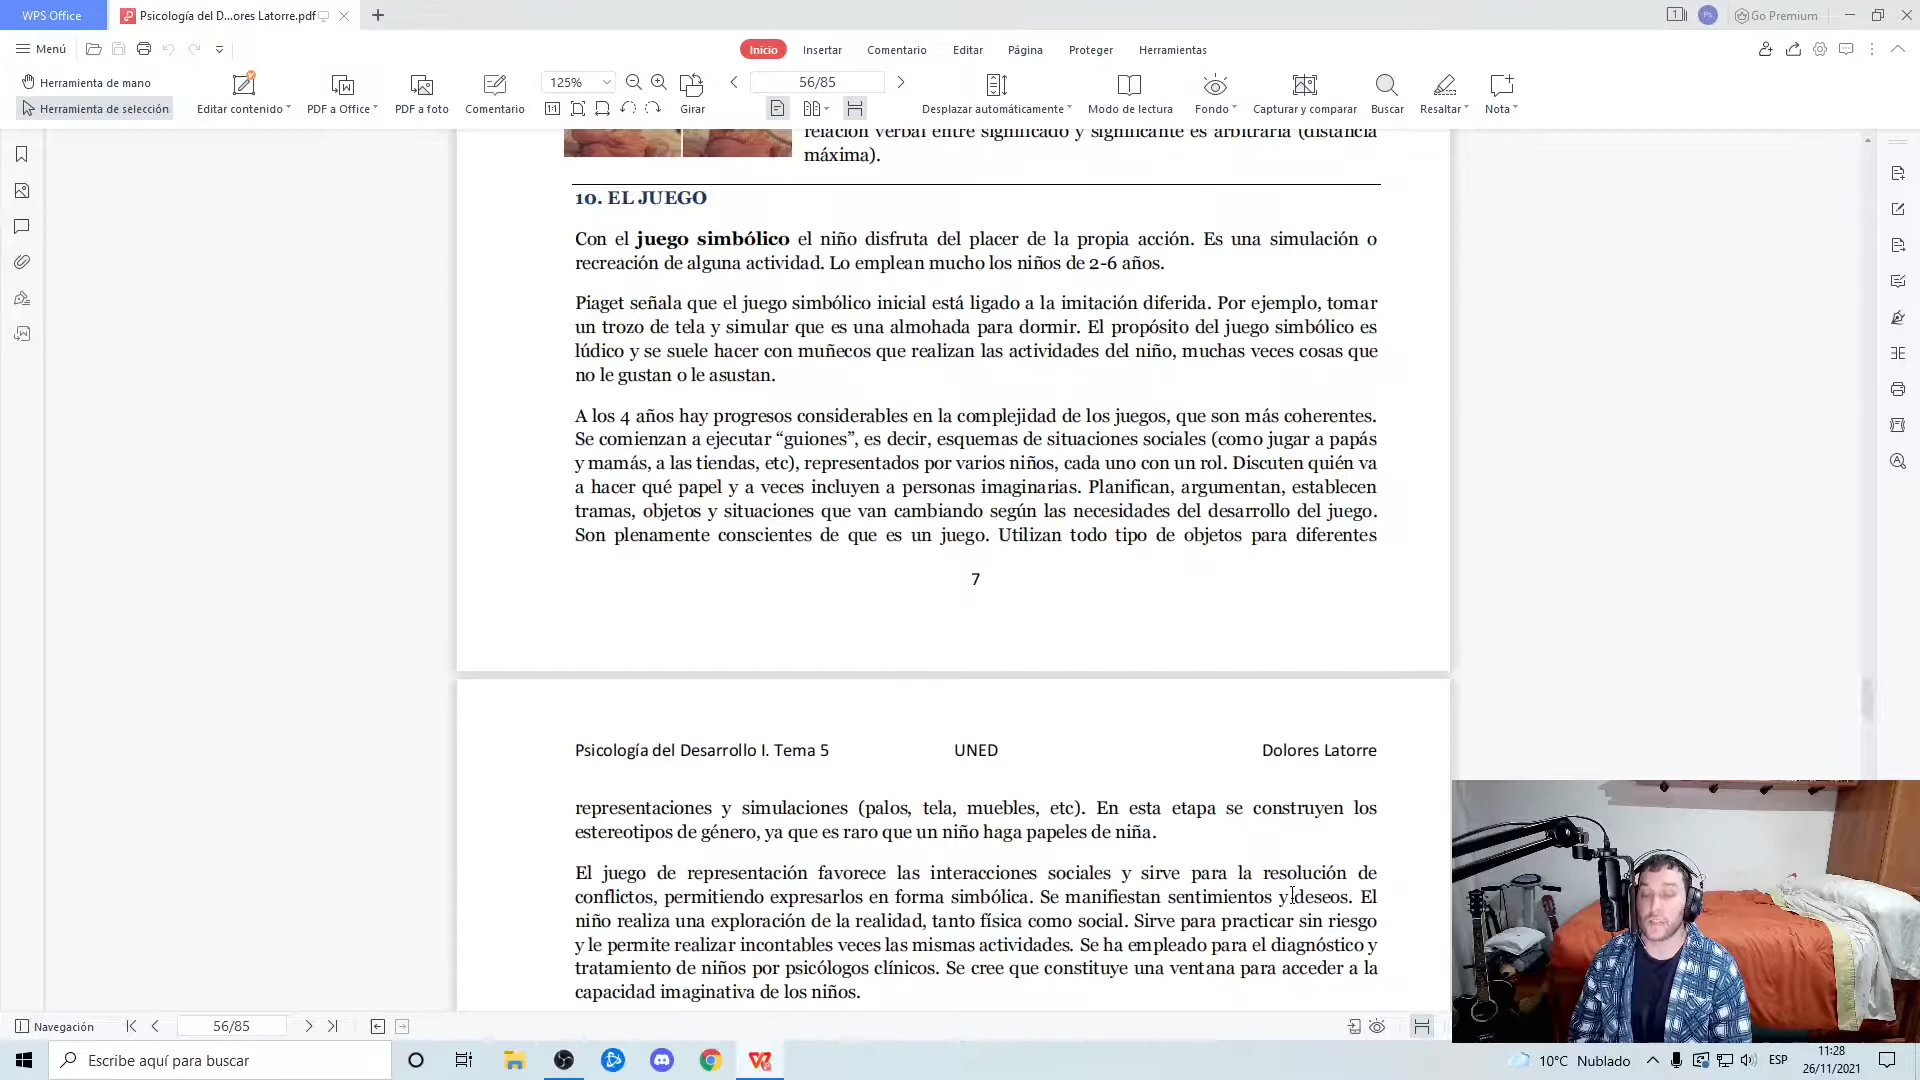 WPS Office
Psicología del D...ores Latorre.pdf
1
Ps
Go Premium
Menú
Inicio
Insertar
Comentario
Editar
Página
Proteger
Herramientas
Herramienta de mano
Herramienta de selección
Editar contenido
PDF a Office
PDF a foto
Comentario
125%
Girar
56/85
Desplazar automáticamente
Modo de lectura
Fondo
Capturar y comparar
Buscar
Resaltar
Nota
relación verbal entre significado y significante es arbitraria (distancia
máxima).
10. EL JUEGO
Con el juego simbólico el niño disfruta del placer de la propia acción. Es una simulación o
recreación de alguna actividad. Lo emplean mucho los niños de 2-6 años.
Piaget señala que el juego simbólico inicial está ligado a la imitación diferida. Por ejemplo, tomar
un trozo de tela y simular que es una almohada para dormir. El propósito del juego simbólico es
lúdico y se suele hacer con muñecos que realizan las actividades del niño, muchas veces cosas que
no le gustan o le asustan.
A los 4 años hay progresos considerables en la complejidad de los juegos, que son más coherentes.
Se comienzan a ejecutar “guiones”, es decir, esquemas de situaciones sociales (como jugar a papás
y mamás, a las tiendas, etc), representados por varios niños, cada uno con un rol. Discuten quién va
a hacer qué papel y a veces incluyen a personas imaginarias. Planifican, argumentan, establecen
tramas, objetos y situaciones que van cambiando según las necesidades del desarrollo del juego.
Son plenamente conscientes de que es un juego. Utilizan todo tipo de objetos para diferentes
7
Psicología del Desarrollo I. Tema 5 UNED Dolores Latorre
representaciones y simulaciones (palos, tela, muebles, etc). En esta etapa se construyen los
estereotipos de género, ya que es raro que un niño haga papeles de niña.
El juego de representación favorece las interacciones sociales y sirve para la resolución de
conflictos, permitiendo expresarlos en forma simbólica. Se manifiestan sentimientos y deseos. El
niño realiza una exploración de la realidad, tanto física como social. Sirve para practicar sin riesgo
y le permite realizar incontables veces las mismas actividades. Se ha empleado para el diagnóstico y
tratamiento de niños por psicólogos clínicos. Se cree que constituye una ventana para acceder a la
capacidad imaginativa de los niños.
Navegación
56/85
Escribe aquí para buscar
10°C Nublado
ESP
11:28
26/11/2021